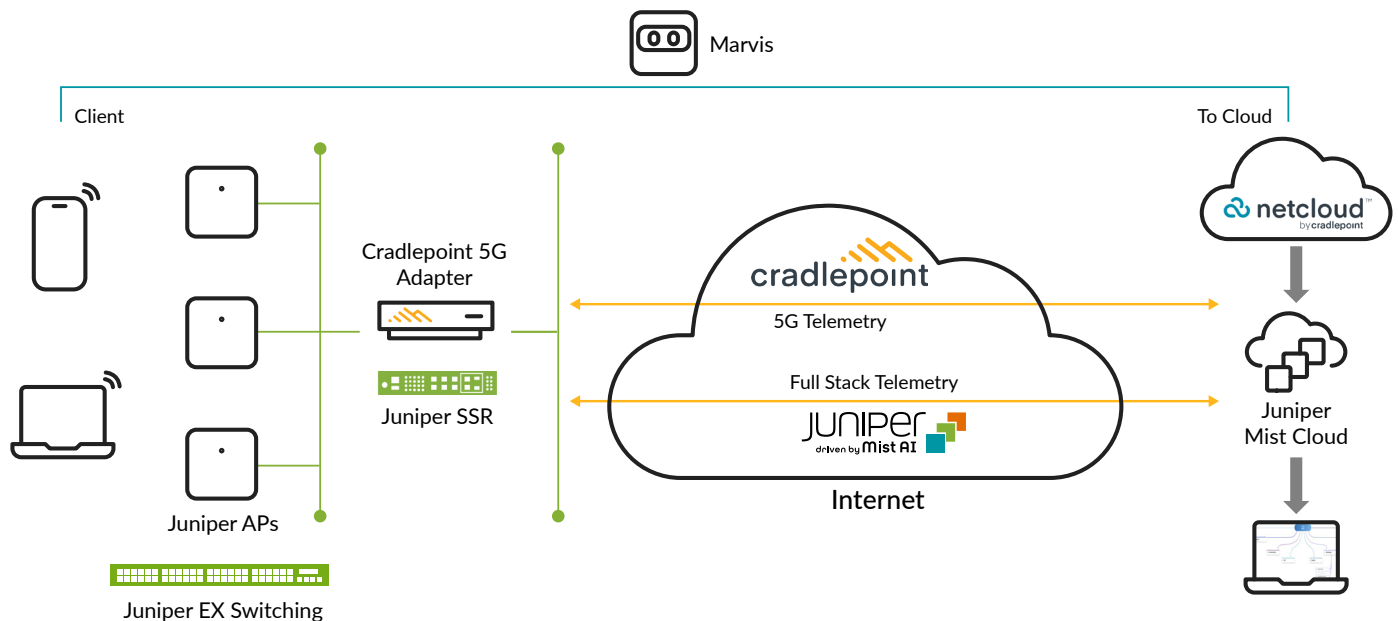 Marvis
Client
To Cloud
netcloud™
by cradlepoint
Cradlepoint 5G
Adapter
cradlepoint
5G Telemetry
Full Stack Telemetry
Juniper SSR
JUNIPer
driven by Mist AI
Juniper
Mist Cloud
Internet
Juniper APs
Juniper EX Switching